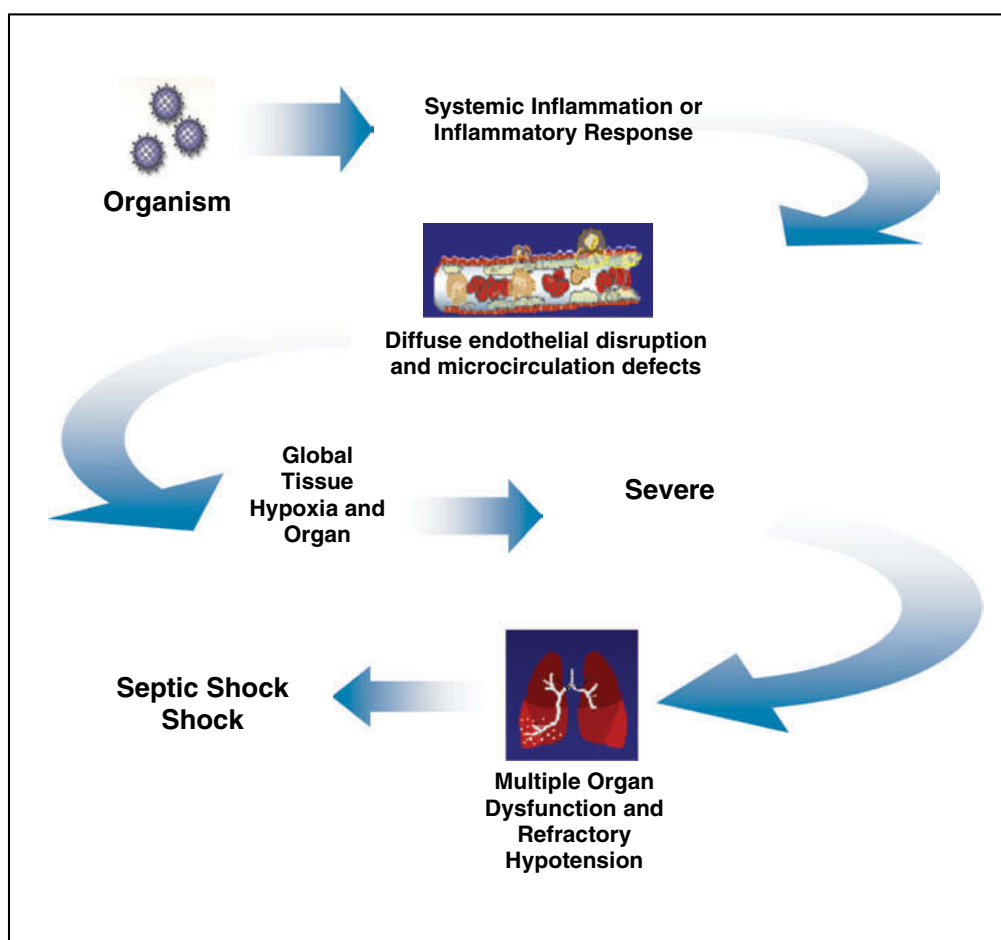 Organism
Systemic Inflammation or
Inflammatory Response
Diffuse endothelial disruption
and microcirculation defects
Global
Tissue
Hypoxia and
Organ
Severe
Multiple Organ
Dysfunction and
Refractory
Hypotension
Septic Shock
Shock